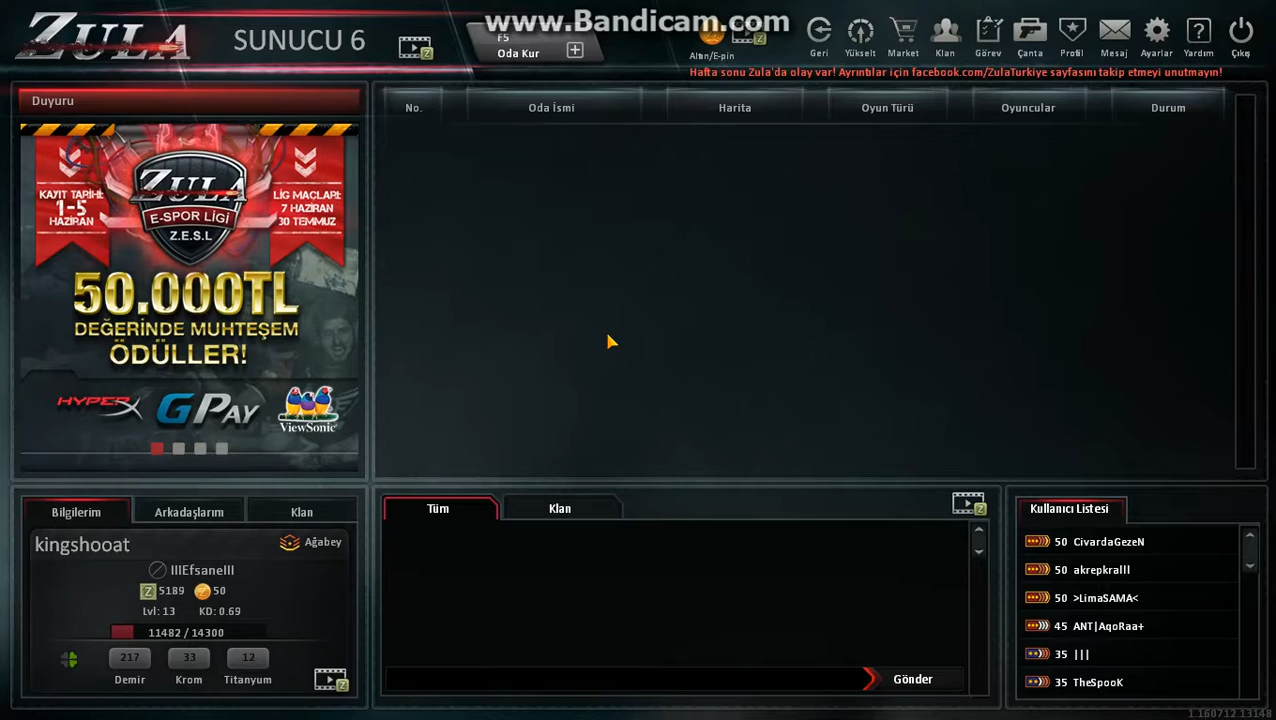 ZULA
SUNUCU 6
F5
Oda Kur
www.Bandicam.com
Altın/E-pin
Geri
Yükselt
Market
Klan
Görev
Çanta
Profil
Mesaj
Ayarlar
Yardım
Çıkış
Hafta sonu Zula'da olay var! Ayrıntılar için facebook.com/ZulaTurkiye sayfasını takip etmeyi unutmayın!
Duyuru
KAYIT TARİHİ:
1-5
HAZİRAN
ZULA
E-SPOR LİGİ
Z.E.S.L
LİG MAÇLARI:
7 HAZİRAN
30 TEMMUZ
50.000TL
DEĞERİNDE MUHTEŞEM
ÖDÜLLER!
HYPERX
GPAY
ViewSonic
No.
Oda İsmi
Harita
Oyun Türü
Oyuncular
Durum
Bilgilerim
Arkadaşlarım
Klan
kingshooat
Ağabey
IIIEfsaneIII
Z 5189
50
Lvl: 13
KD: 0.69
11482 / 14300
217
33
12
Demir
Krom
Titanyum
Tüm
Klan
Gönder
Kullanıcı Listesi
50 CivardaGezeN
50 akrepkralll
50 >LimaSAMA<
45 ANT|AqoRaa+
35 |||
35 TheSpooK
1.160712.13148